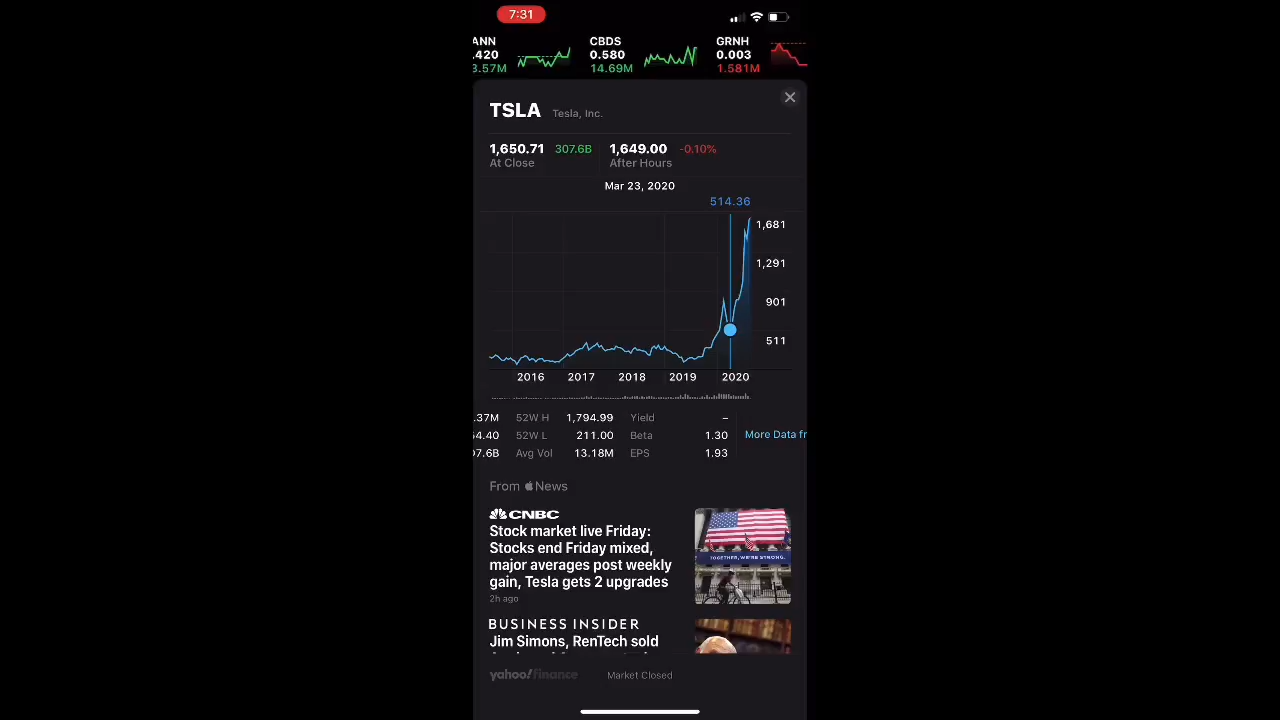 7:31
ANN
.420
3.57M
CBDS
0.580
14.69M
GRNH
0.003
1.581M
TSLA Tesla, Inc.
1,650.71 307.6B
At Close
1,649.00 -0.10%
After Hours
Mar 23, 2020
514.36
1,681
1,291
901
511
2016 2017 2018 2019 2020
.37M 52W H 1,794.99 Yield –
4.40 52W L 211.00 Beta 1.30
07.6B Avg Vol 13.18M EPS 1.93
More Data fr
From News
CNBC
Stock market live Friday:
Stocks end Friday mixed,
major averages post weekly
gain, Tesla gets 2 upgrades
2h ago
TOGETHER, WE'RE STRONG.
BUSINESS INSIDER
Jim Simons, RenTech sold
yahoo!finance
Market Closed